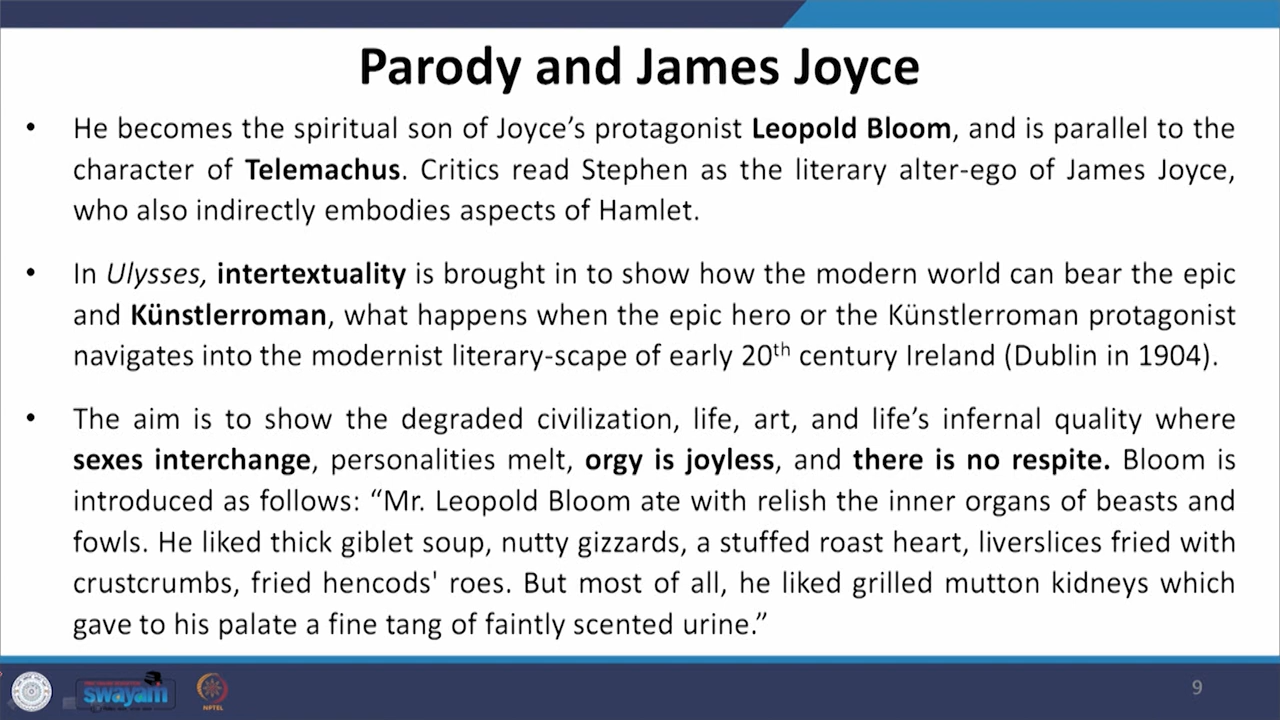 Parody and James Joyce
• He becomes the spiritual son of Joyce’s protagonist Leopold Bloom, and is parallel to the
character of Telemachus. Critics read Stephen as the literary alter-ego of James Joyce,
who also indirectly embodies aspects of Hamlet.
• In Ulysses, intertextuality is brought in to show how the modern world can bear the epic
and Künstlerroman, what happens when the epic hero or the Künstlerroman protagonist
navigates into the modernist literary-scape of early 20th century Ireland (Dublin in 1904).
• The aim is to show the degraded civilization, life, art, and life’s infernal quality where
sexes interchange, personalities melt, orgy is joyless, and there is no respite. Bloom is
introduced as follows: “Mr. Leopold Bloom ate with relish the inner organs of beasts and
fowls. He liked thick giblet soup, nutty gizzards, a stuffed roast heart, liverslices fried with
crustcrumbs, fried hencods' roes. But most of all, he liked grilled mutton kidneys which
gave to his palate a fine tang of faintly scented urine.”
swayam
NPTEL
9